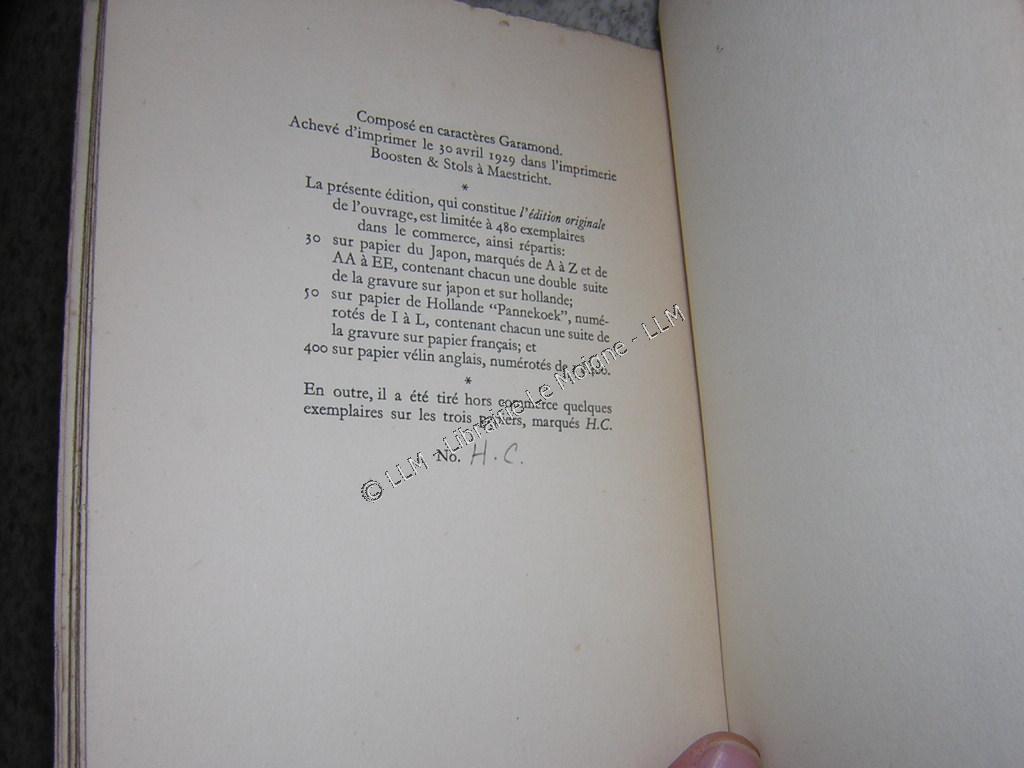 Composé en caractères Garamond.
Achevé d'imprimer le 30 avril 1929 dans l'imprimerie
Boosten & Stols à Maestricht.
*
La présente édition, qui constitue l'édition originale
de l'ouvrage, est limitée à 480 exemplaires
dans le commerce, ainsi répartis:
30 sur papier du Japon, marqués de A à Z et de
AA à EE, contenant chacun une double suite
de la gravure sur japon et sur hollande;
50 sur papier de Hollande "Pannekoek", numé-
rotés de I à L, contenant chacun une suite de
la gravure sur papier français; et
400 sur papier vélin anglais, numérotés de
*
En outre, il a été tiré hors commerce quelques
exemplaires sur les trois papiers, marqués H.C.
No. H.C.
© LLM - Librairie Le Moigne - LLM